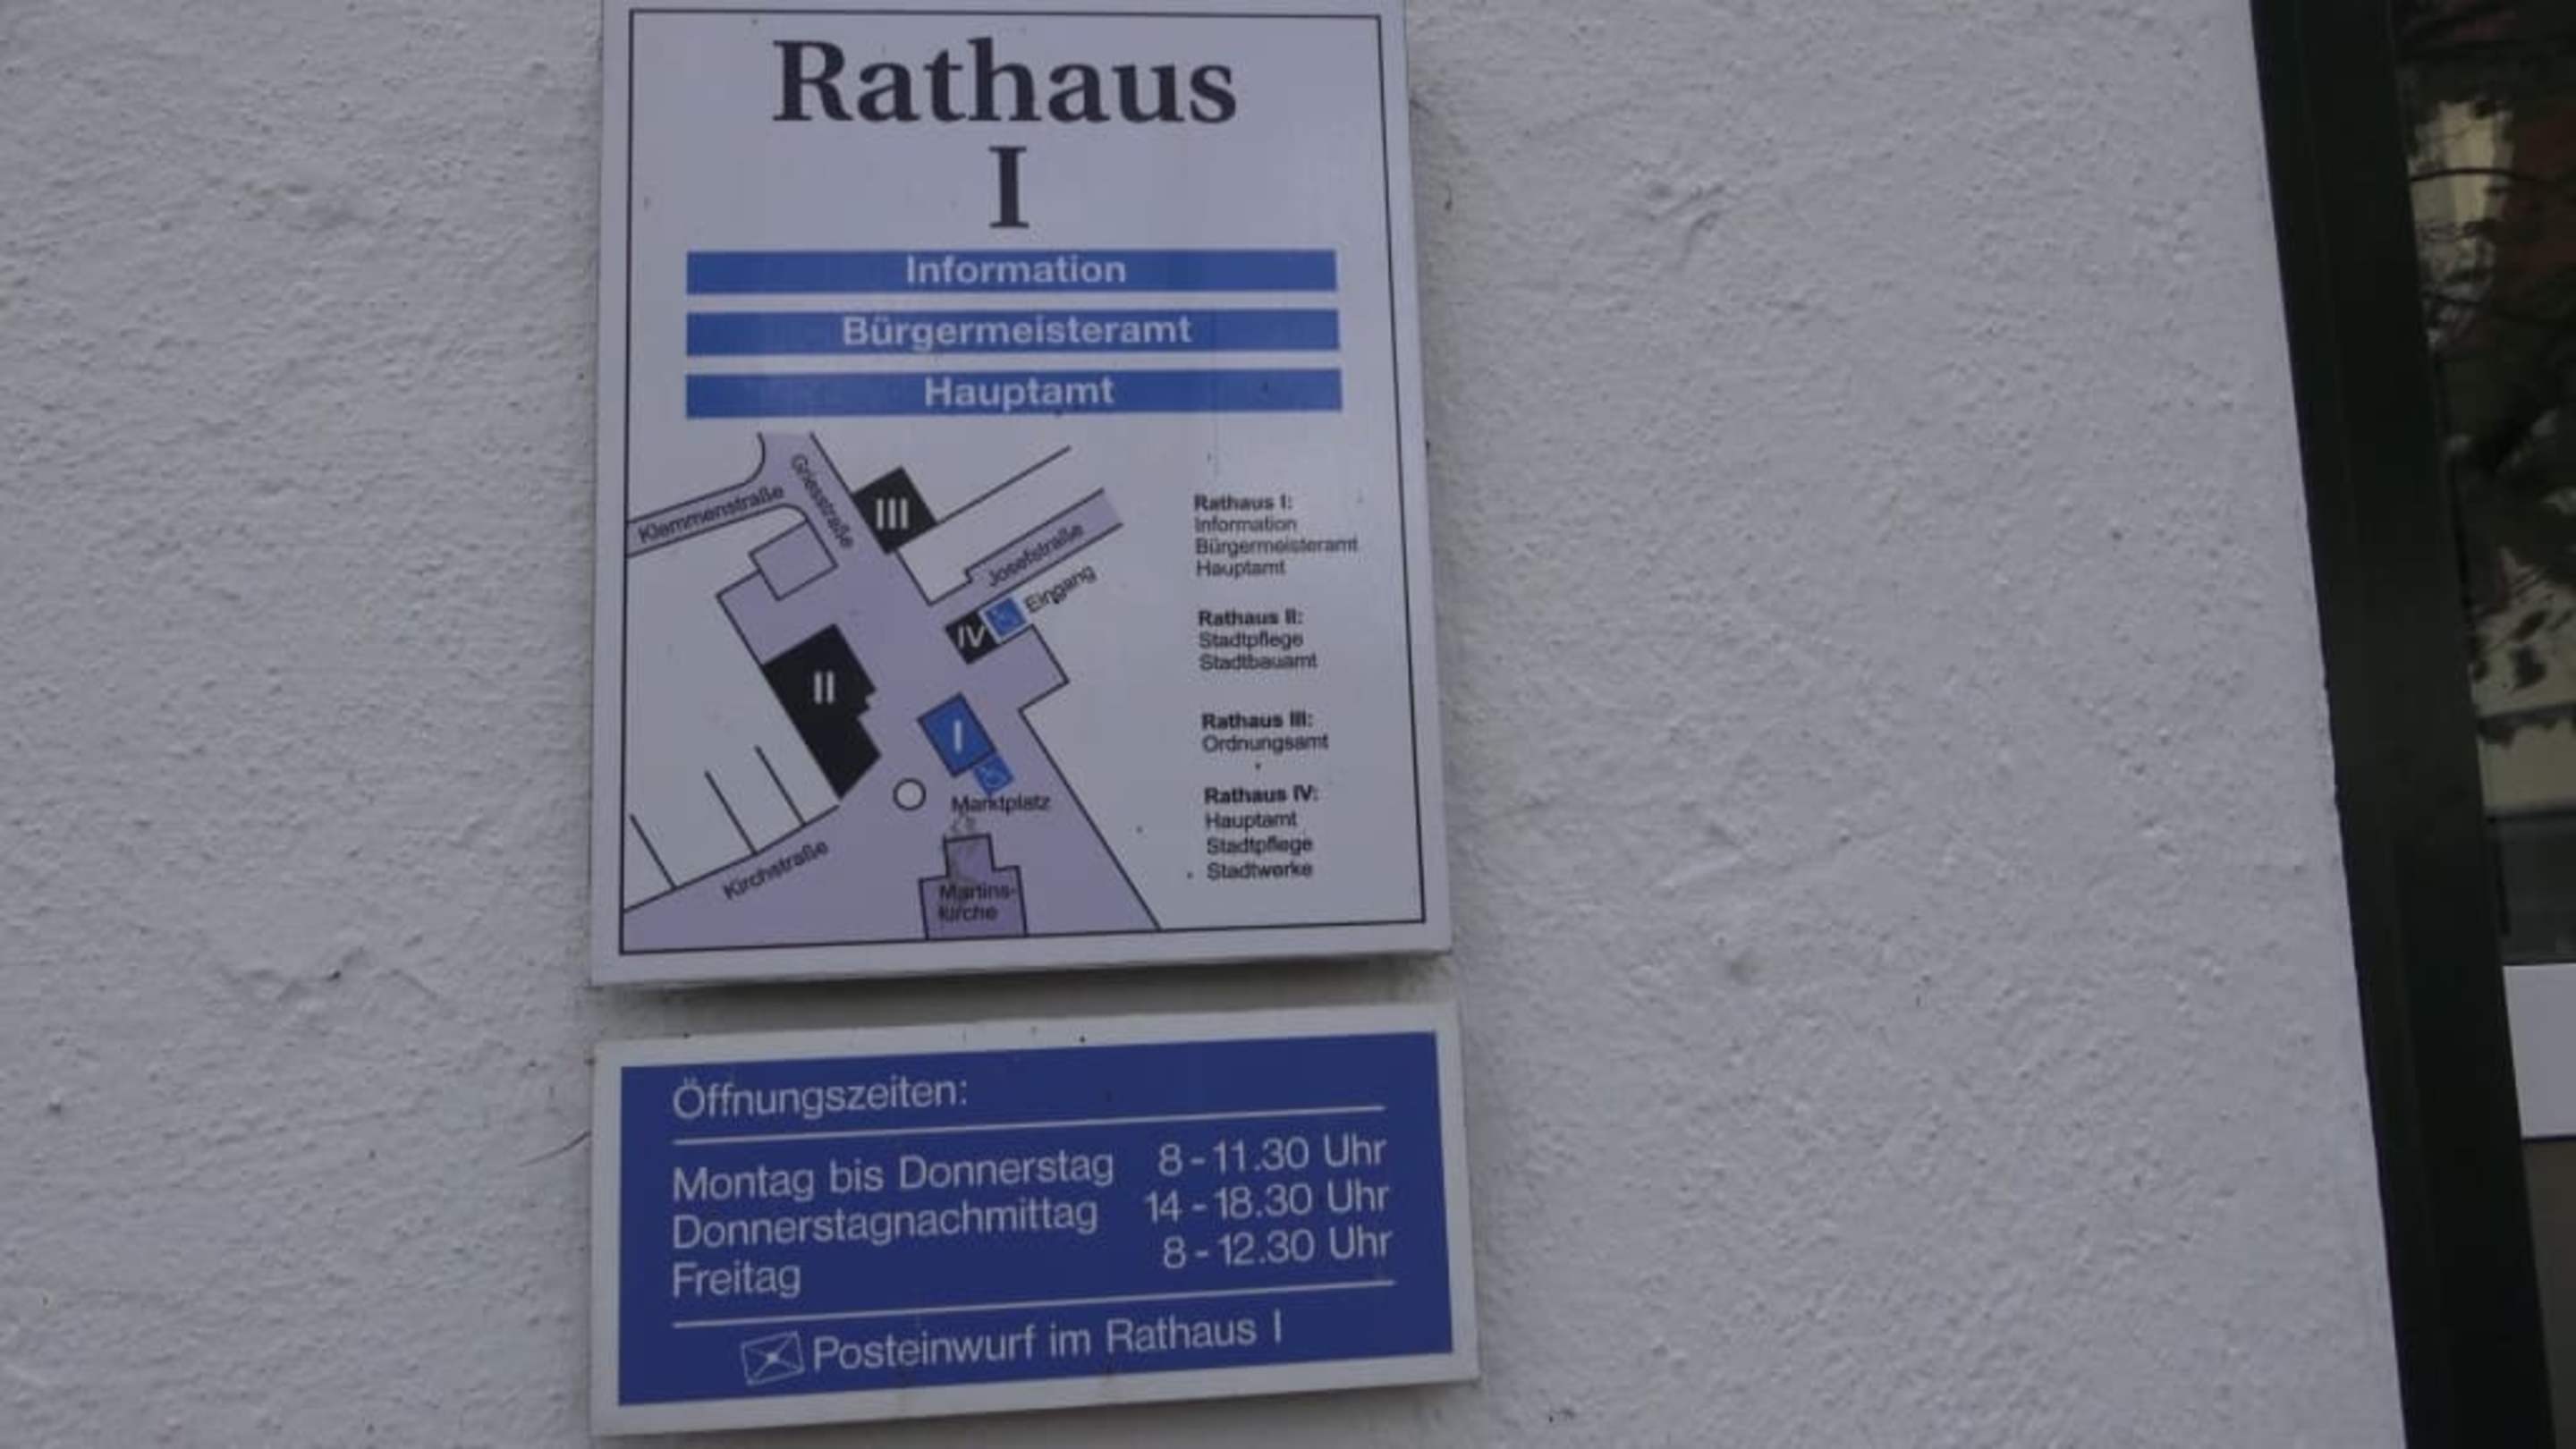 Rathaus
I
Information
Bürgermeisteramt
Hauptamt
Klemmenstraße
Griesstraße
III
Josefstraße
Eingang
IV
II
I
Marktplatz
Kirchstraße
Martins-
kirche
Rathaus I:
Information
Bürgermeisteramt
Hauptamt
Rathaus II:
Stadtpflege
Stadtbauamt
Rathaus III:
Ordnungsamt
Rathaus IV:
Hauptamt
Stadtpflege
Stadtwerke
Öffnungszeiten:
Montag bis Donnerstag 8-11.30 Uhr
Donnerstagnachmittag 14-18.30 Uhr
Freitag 8-12.30 Uhr
Posteinwurf im Rathaus I